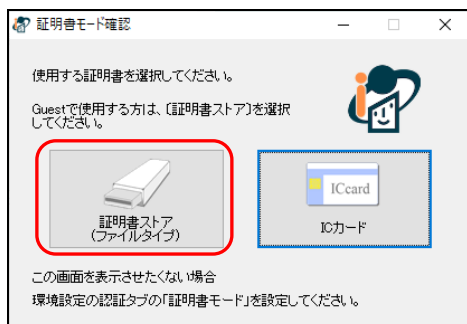 証明書モード確認
使用する証明書を選択してください。
Guestで使用する方は、〔証明書ストア〕を選択
してください。
証明書ストア
(ファイルタイプ)
ICcard
ICカード
この画面を表示させたくない場合
環境設定の認証タブの「証明書モード」を設定してください。